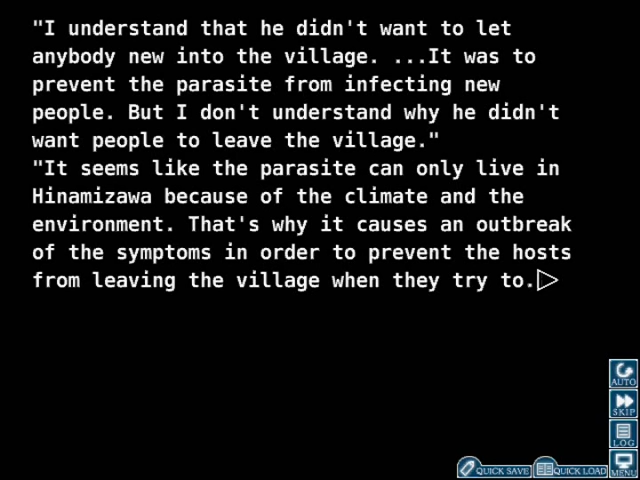 "I understand that he didn't want to let
anybody new into the village. ...It was to
prevent the parasite from infecting new
people. But I don't understand why he didn't
want people to leave the village."
"It seems like the parasite can only live in
Hinamizawa because of the climate and the
environment. That's why it causes an outbreak
of the symptoms in order to prevent the hosts
from leaving the village when they try to.
AUTO
SKIP
LOG
QUICK SAVE QUICK LOAD MENU